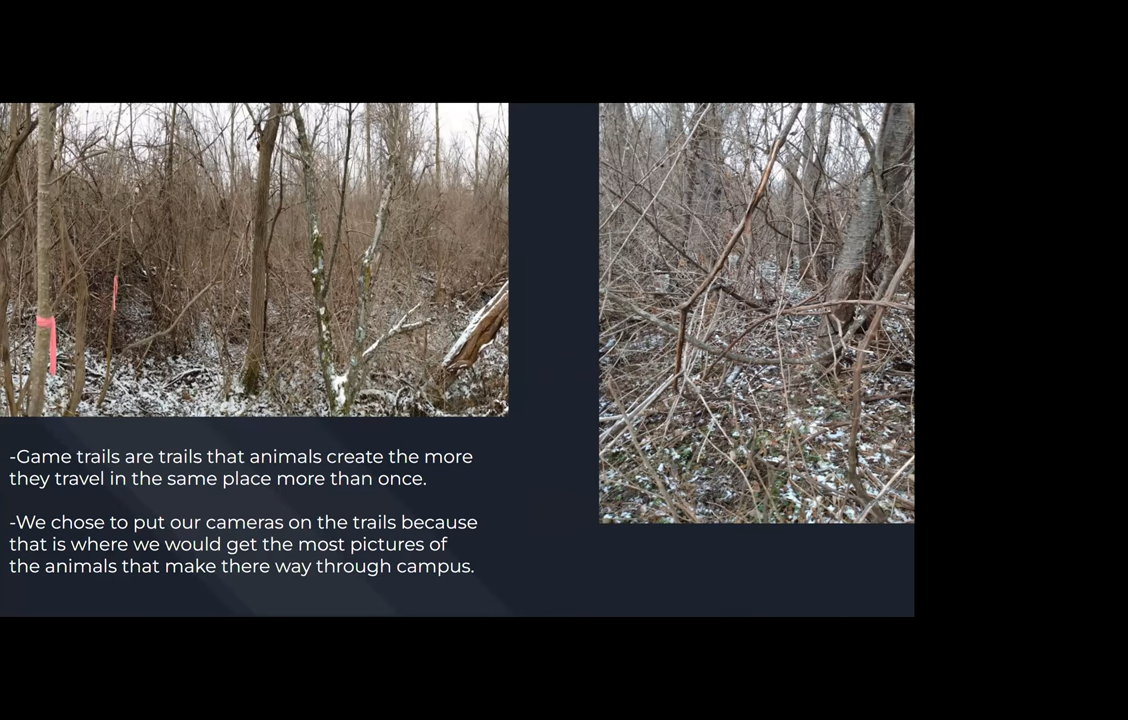 -Game trails are trails that animals create the more
they travel in the same place more than once.
-We chose to put our cameras on the trails because
that is where we would get the most pictures of
the animals that make there way through campus.